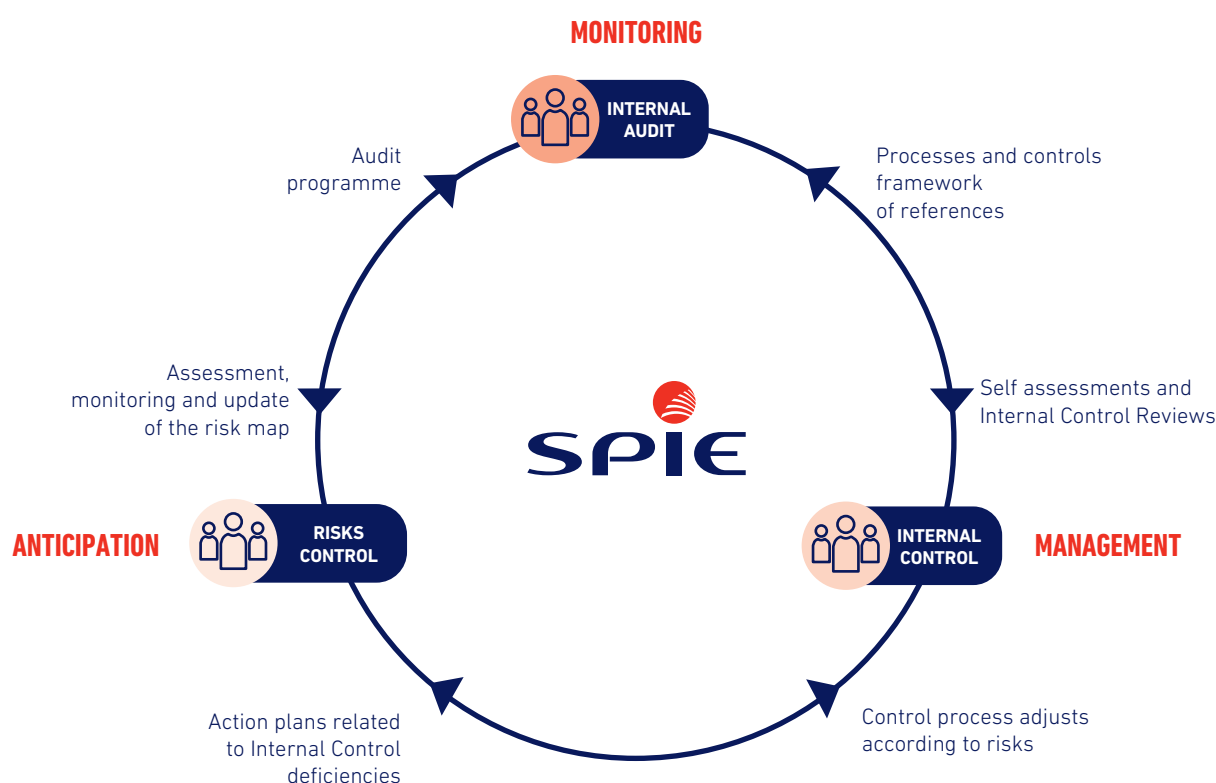 MONITORING
INTERNAL
AUDIT
Audit
programme
Processes and controls
framework
of references
Assessment,
monitoring and update
of the risk map
Self assessments and
Internal Control Reviews
SPIE
ANTICIPATION
RISKS
CONTROL
INTERNAL
CONTROL
MANAGEMENT
Action plans related
to Internal Control
deficiencies
Control process adjusts
according to risks